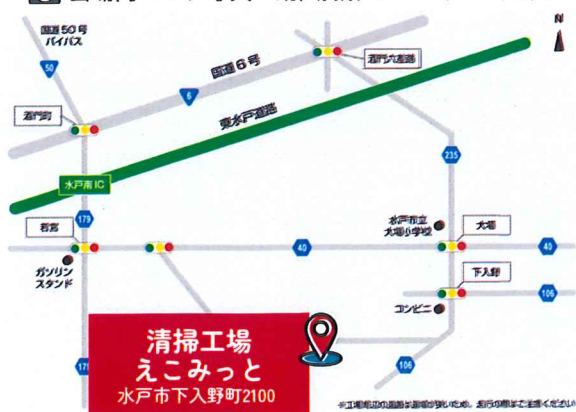 N
国道50号
バイパス
50
国道6号
6
酒門六差路
酒門町
東水戸道路
水戸南IC
235
179
若宮
水戸市立
大場小学校
大場
40
40
ガソリン
スタンド
下入野
106
コンビニ
清掃工場
えこみっと
水戸市下入野町2100
106